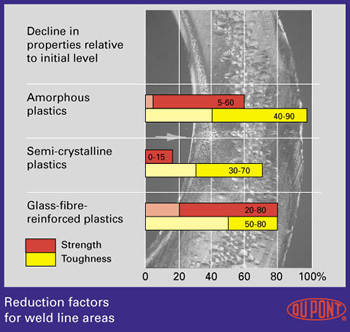 Decline in
properties relative
to initial level
Amorphous
plastics
5-60
40-90
Semi-crystalline
plastics
0-15
30-70
Glass-fibre-
reinforced plastics
20-80
50-80
Strength
Toughness
0 20 40 60 80 100%
Reduction factors
for weld line areas
DUPONT